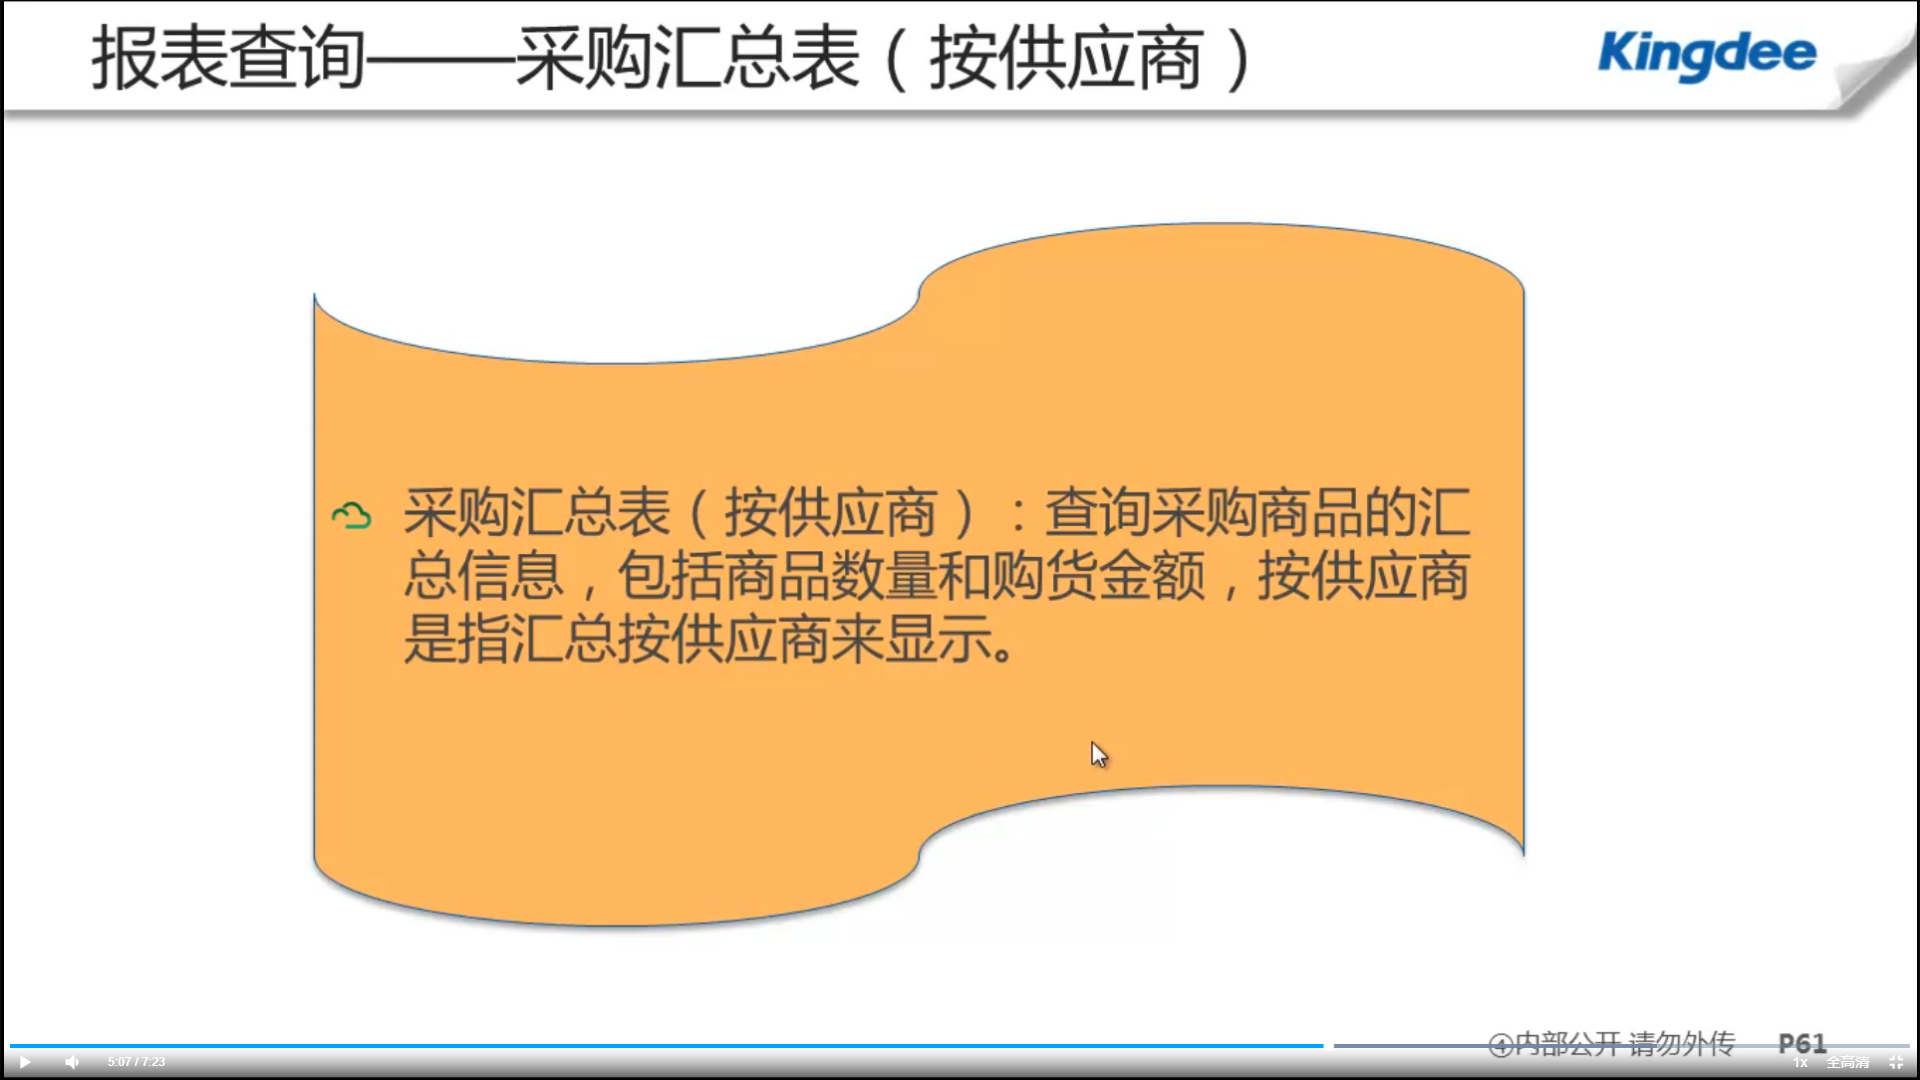 报表查询——采购汇总表（按供应商）
Kingdee
采购汇总表（按供应商）：查询采购商品的汇
总信息，包括商品数量和购货金额，按供应商
是指汇总按供应商来显示。
④内部公开 请勿外传 P61
5:07 / 7:23 1x 全高清